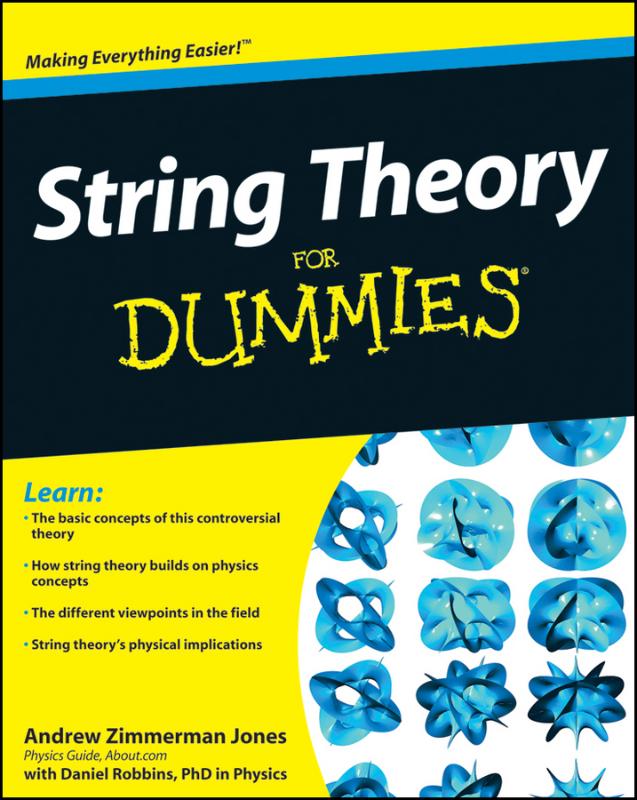 Making Everything Easier!™
String Theory
FOR
DUMMIES®
Learn:
• The basic concepts of this controversial
theory
• How string theory builds on physics
concepts
• The different viewpoints in the field
• String theory's physical implications
Andrew Zimmerman Jones
Physics Guide, About.com
with Daniel Robbins, PhD in Physics